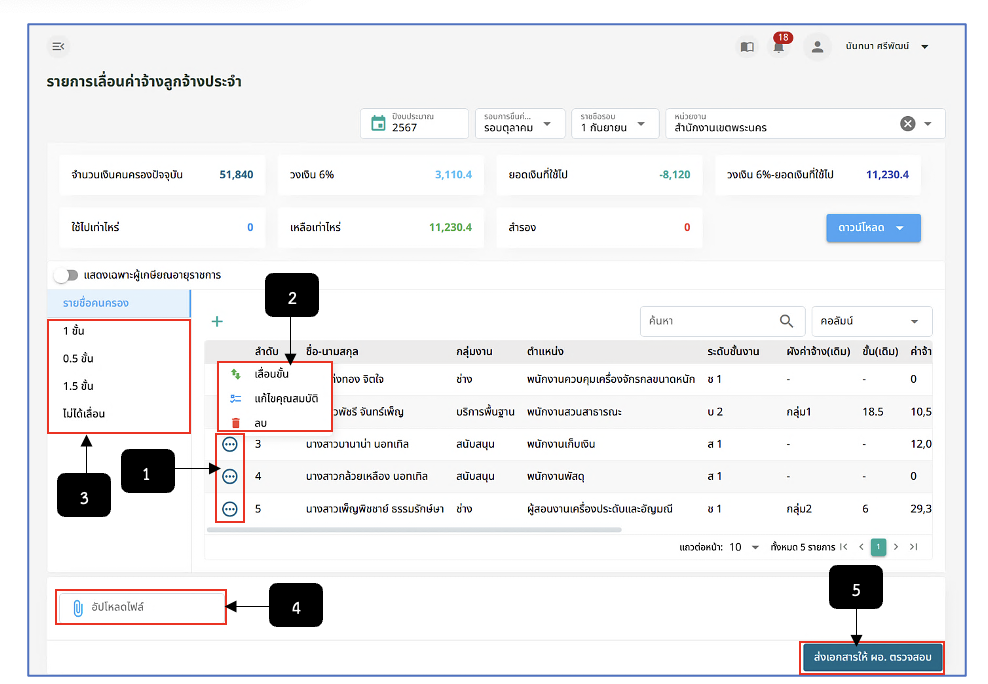 18
นันทนา ศรีพัฒน์
รายการเลื่อนค่าจ้างลูกจ้างประจำ
ปีงบประมาณ
2567
รอบการขึ้นค่...
รอบตุลาคม
รายชื่อรอบ
1 กันยายน
หน่วยงาน
สำนักงานเขตพระนคร
จำนวนเงินคนครองปัจจุบัน 51,840
วงเงิน 6% 3,110.4
ยอดเงินที่ใช้ไป -8,120
วงเงิน 6%-ยอดเงินที่ใช้ไป 11,230.4
ใช้ไปเท่าไหร่ 0
เหลือเท่าไหร่ 11,230.4
สำรอง 0
ดาวน์โหลด
แสดงเฉพาะผู้เกษียณอายุราชการ
รายชื่อคนครอง
1 ขั้น
0.5 ขั้น
1.5 ขั้น
ไม่ได้เลื่อน
2
ค้นหา
คอลัมน์
ลำดับ ชื่อ-นามสกุล กลุ่มงาน ตำแหน่ง ระดับชั้นงาน ผังค่าจ้าง(เดิม) ขั้น(เดิม) ค่าจ้า
เลื่อนขั้น
แก้ไขคุณสมบัติ
ลบ
่งทอง จิตใจ ช่าง พนักงานควบคุมเครื่องจักรกลขนาดหนัก ช 1 - - 0
วพัชรี จันทร์เพ็ญ บริการพื้นฐาน พนักงานสวนสาธารณะ บ 2 กลุ่ม1 18.5 10,5
3 นางสาวบานาน่า นอทเทิล สนับสนุน พนักงานเก็บเงิน ส 1 - - 12,0
4 นางสาวกล้วยเหลือง นอทเทิล สนับสนุน พนักงานพัสดุ ส 1 - - 0
5 นางสาวเพ็ญพิชชาย์ ธรรมรักษ์ษา ช่าง ผู้สอนงานเครื่องประดับและอัญมณี ช 1 กลุ่ม2 6 29,3
1
3
แถวต่อหน้า: 10 ทั้งหมด 5 รายการ 1
อัปโหลดไฟล์
4
5
ส่งเอกสารให้ ผอ. ตรวจสอบ